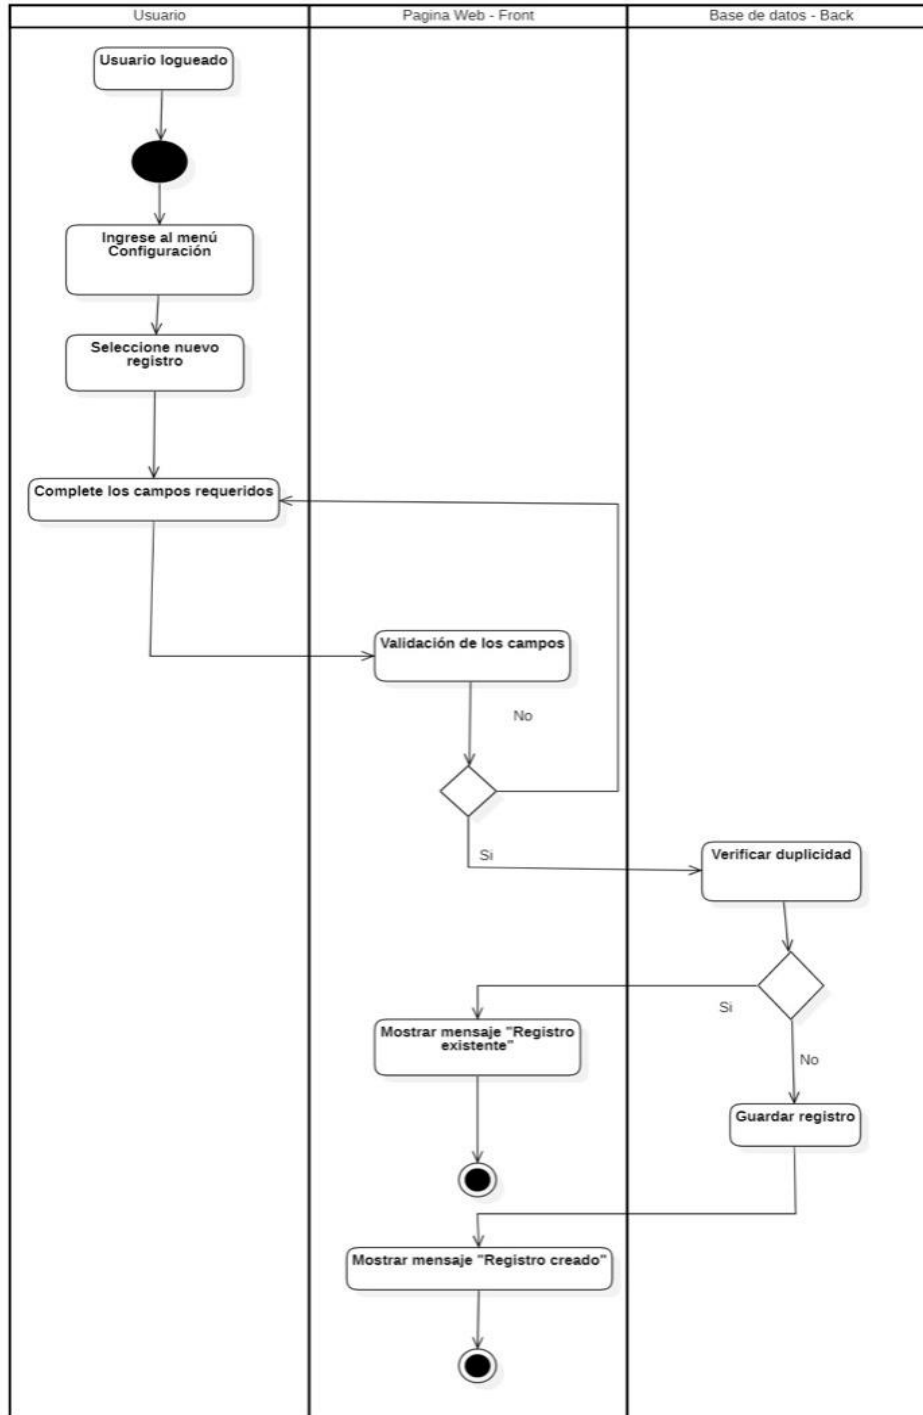 Usuario
Pagina Web - Front
Base de datos - Back
Usuario logueado
Ingrese al menú
Configuración
Seleccione nuevo
registro
Complete los campos requeridos
Validación de los campos
No
Si
Verificar duplicidad
Si
Mostrar mensaje "Registro
existente"
No
Guardar registro
Mostrar mensaje "Registro creado"